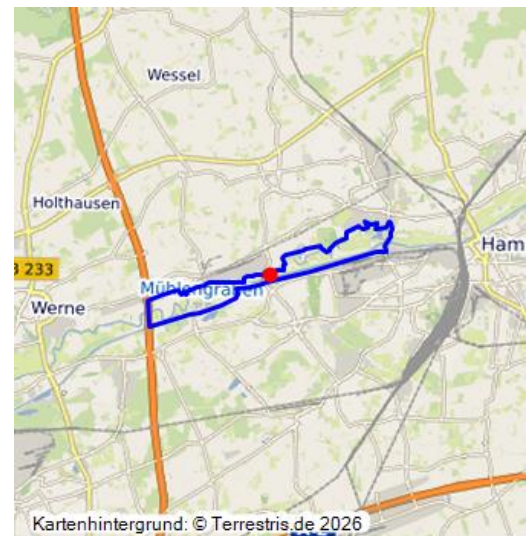 Wessel
Holthausen
B 233
Mühlengraben
Ham
Werne
Kartenhintergrund: © Terrestris.de 2026